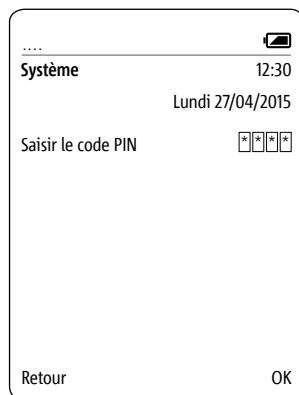 ....
Système 12:30
Lundi 27/04/2015
Saisir le code PIN ****
Retour OK